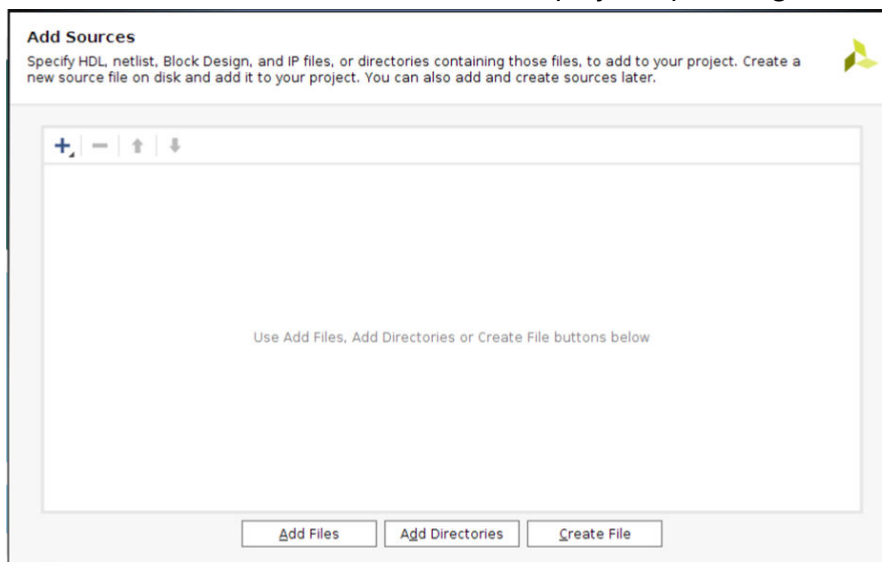 Add Sources
Specify HDL, netlist, Block Design, and IP files, or directories containing those files, to add to your project. Create a
new source file on disk and add it to your project. You can also add and create sources later.
Use Add Files, Add Directories or Create File buttons below
Add Files Add Directories Create File